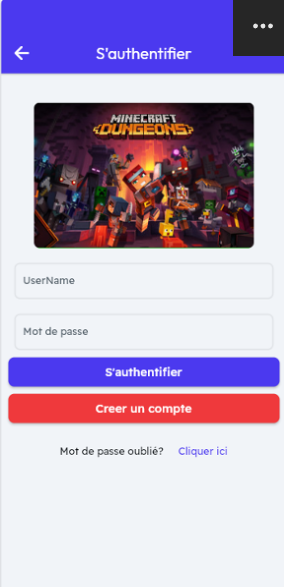 S'authentifier
MINECRAFT
DUNGEONS
UserName
Mot de passe
S'authentifier
Creer un compte
Mot de passe oublié? Cliquer ici